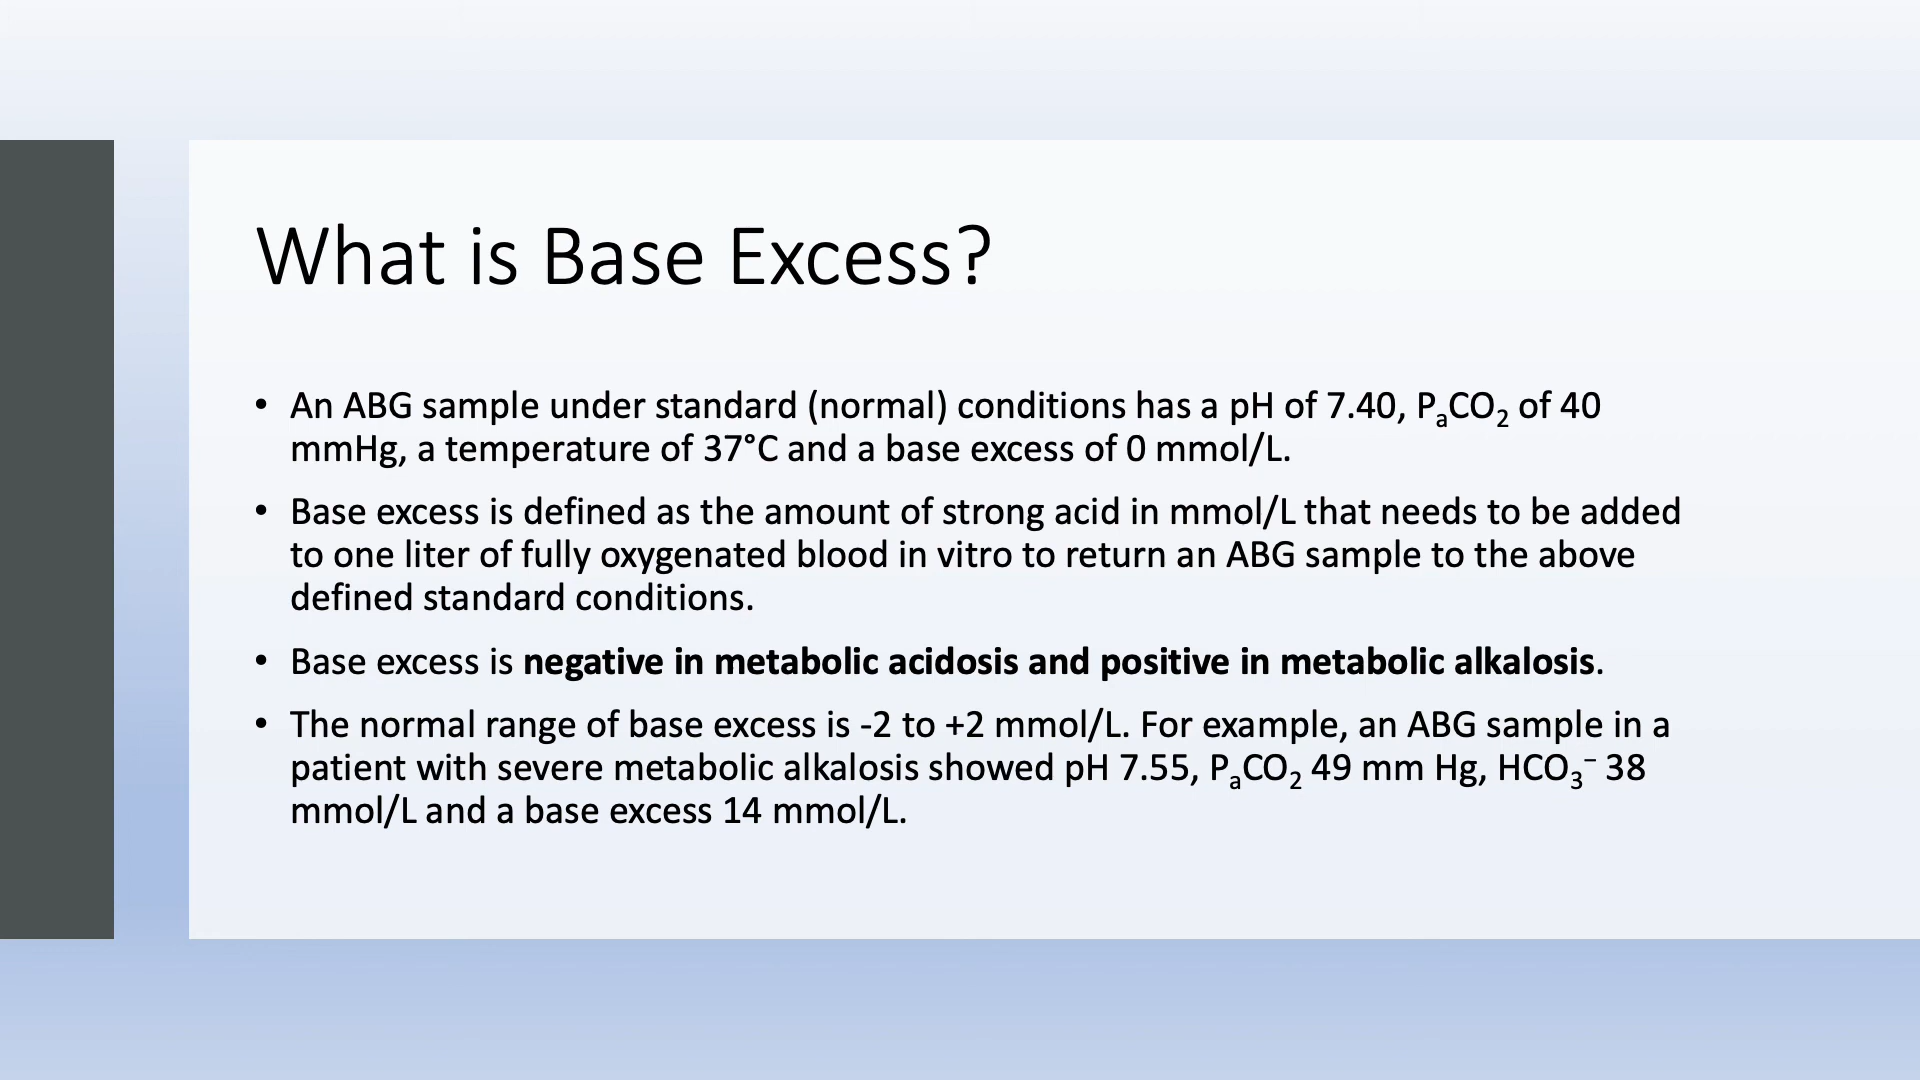 What is Base Excess?
• An ABG sample under standard (normal) conditions has a pH of 7.40, PₐCO₂ of 40
mmHg, a temperature of 37°C and a base excess of 0 mmol/L.
• Base excess is defined as the amount of strong acid in mmol/L that needs to be added
to one liter of fully oxygenated blood in vitro to return an ABG sample to the above
defined standard conditions.
• Base excess is negative in metabolic acidosis and positive in metabolic alkalosis.
• The normal range of base excess is -2 to +2 mmol/L. For example, an ABG sample in a
patient with severe metabolic alkalosis showed pH 7.55, PₐCO₂ 49 mm Hg, HCO₃⁻ 38
mmol/L and a base excess 14 mmol/L.